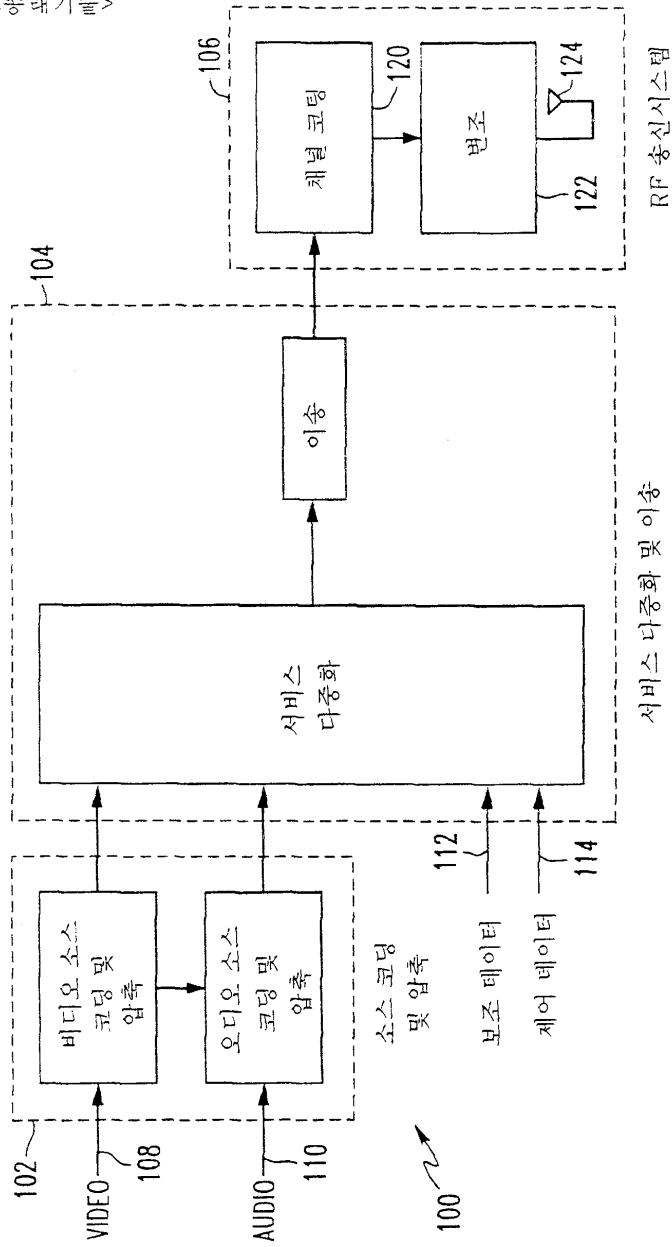 종래기술>
VIDEO
108
AUDIO
110
100
102
비디오 소스
코딩 및
압축
오디오 소스
코딩 및
압축
소스 코딩
및 압축
보조 데이터
112
제어 데이터
114
104
서비스
다중화
이송
서비스 다중화 및 이송
106
채널 코딩
120
변조
122
124
RF 송신시스템